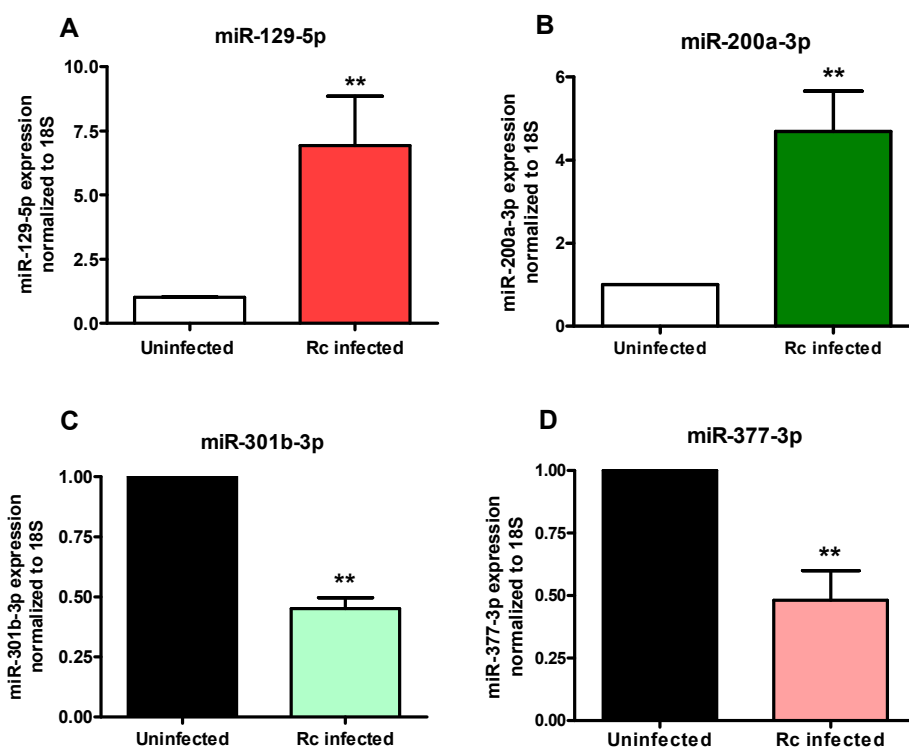 A
miR-129-5p
miR-129-5p expression
normalized to 18S
10.0
7.5
5.0
2.5
0.0
**
Uninfected
Rc infected
B
miR-200a-3p
miR-200a-3p expression
normalized to 18S
6
4
2
0
**
Uninfected
Rc infected
C
miR-301b-3p
miR-301b-3p expression
normalized to 18S
1.00
0.75
0.50
0.25
0.00
**
Uninfected
Rc infected
D
miR-377-3p
miR-377-3p expression
normalized to 18S
1.00
0.75
0.50
0.25
0.00
**
Uninfected
Rc infected